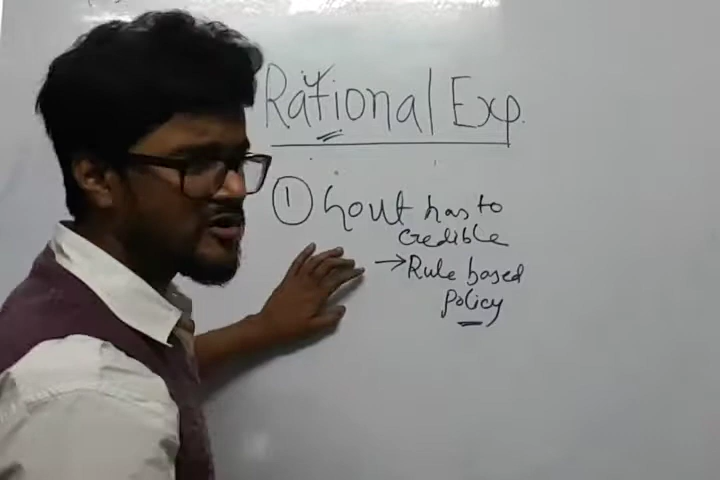 Rational Exp.
① Govt has to
credible
→ Rule based
policy